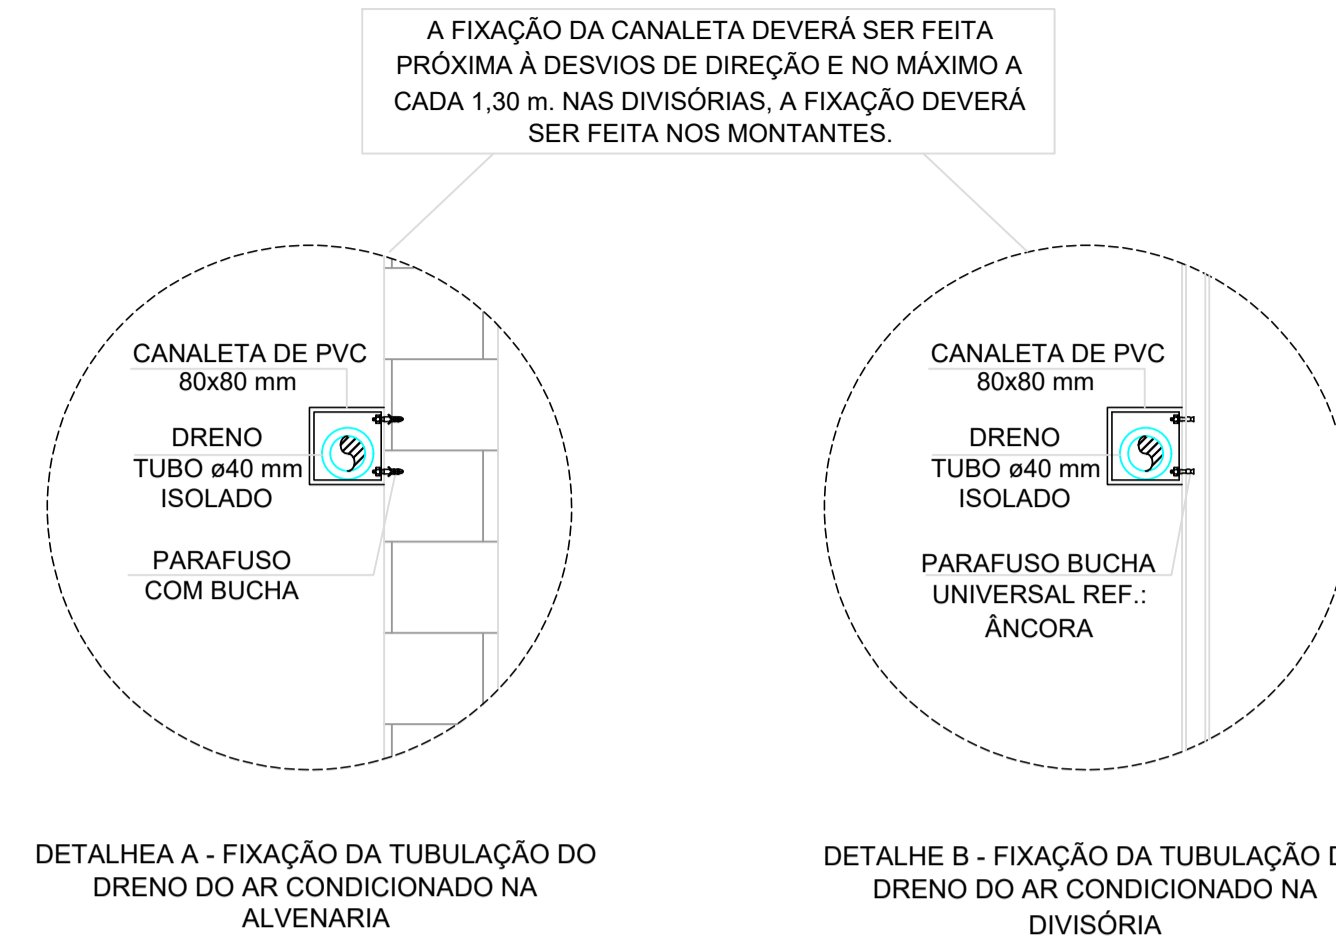 A FIXAÇÃO DA CANALETA DEVERÁ SER FEITA
PRÓXIMA À DESVIOS DE DIREÇÃO E NO MÁXIMO A
CADA 1,30 m. NAS DIVISÓRIAS, A FIXAÇÃO DEVERÁ
SER FEITA NOS MONTANTES.
CANALETA DE PVC
80x80 mm
DRENO
TUBO ø40 mm
ISOLADO
PARAFUSO
COM BUCHA
DETALHEA A - FIXAÇÃO DA TUBULAÇÃO DO
DRENO DO AR CONDICIONADO NA
ALVENARIA
CANALETA DE PVC
80x80 mm
DRENO
TUBO ø40 mm
ISOLADO
PARAFUSO BUCHA
UNIVERSAL REF.:
ÂNCORA
DETALHE B - FIXAÇÃO DA TUBULAÇÃO
DRENO DO AR CONDICIONADO NA
DIVISÓRIA